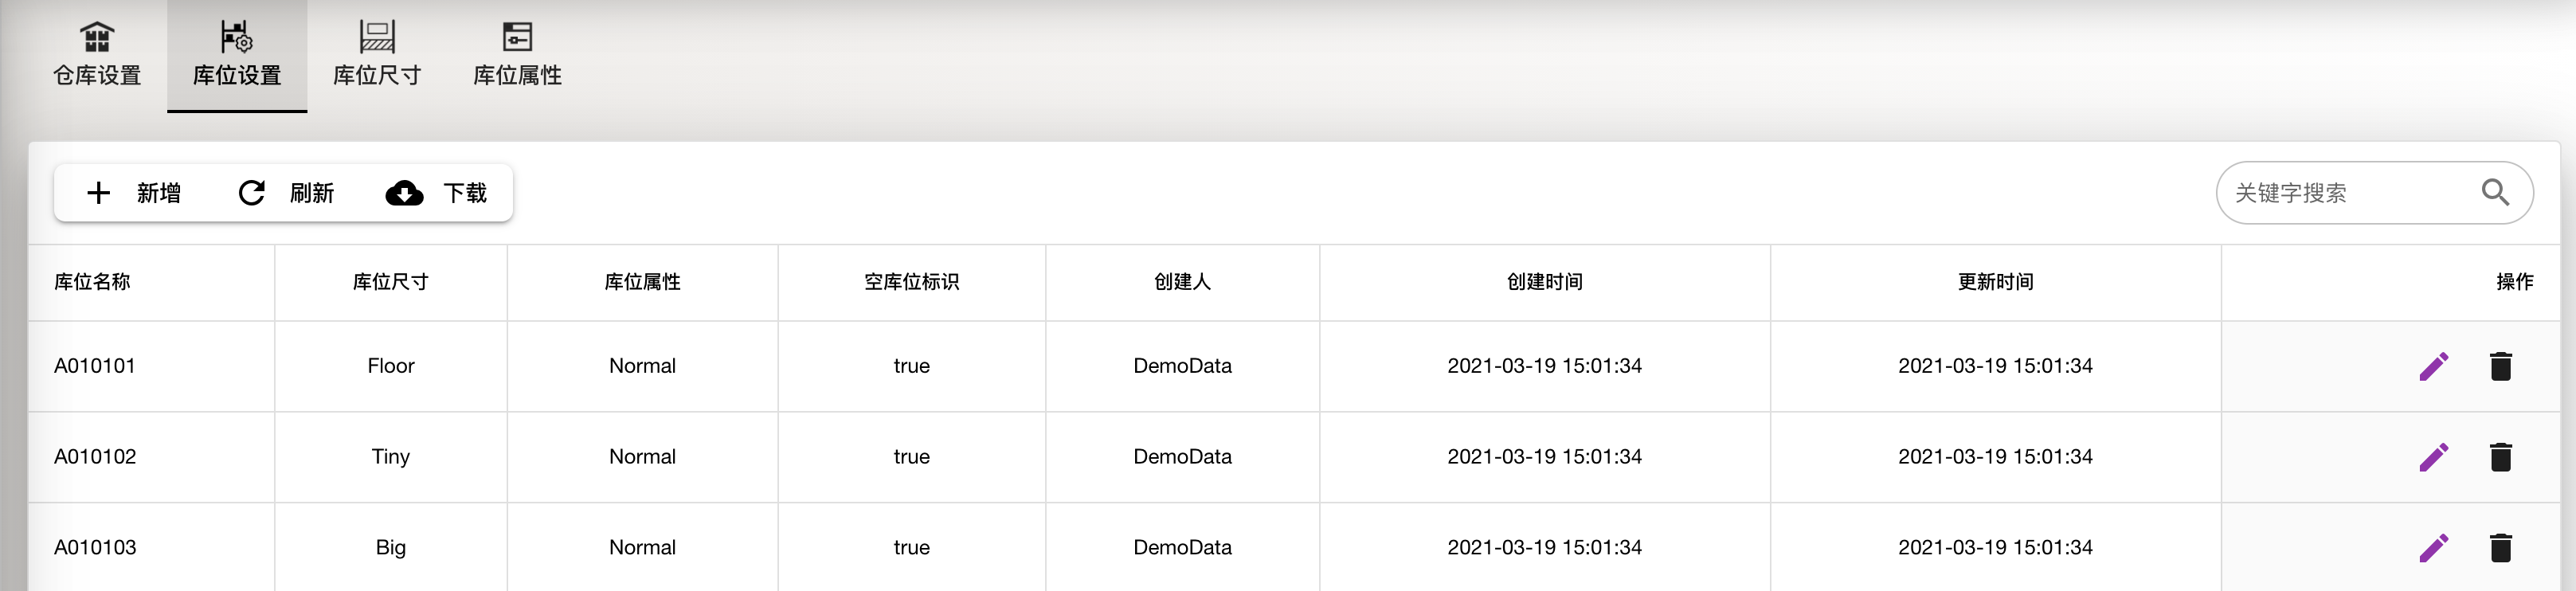 仓库设置 库位设置 库位尺寸 库位属性
新增 刷新 下载 关键字搜索
库位名称 库位尺寸 库位属性 空库位标识 创建人 创建时间 更新时间 操作
A010101 Floor Normal true DemoData 2021-03-19 15:01:34 2021-03-19 15:01:34
A010102 Tiny Normal true DemoData 2021-03-19 15:01:34 2021-03-19 15:01:34
A010103 Big Normal true DemoData 2021-03-19 15:01:34 2021-03-19 15:01:34